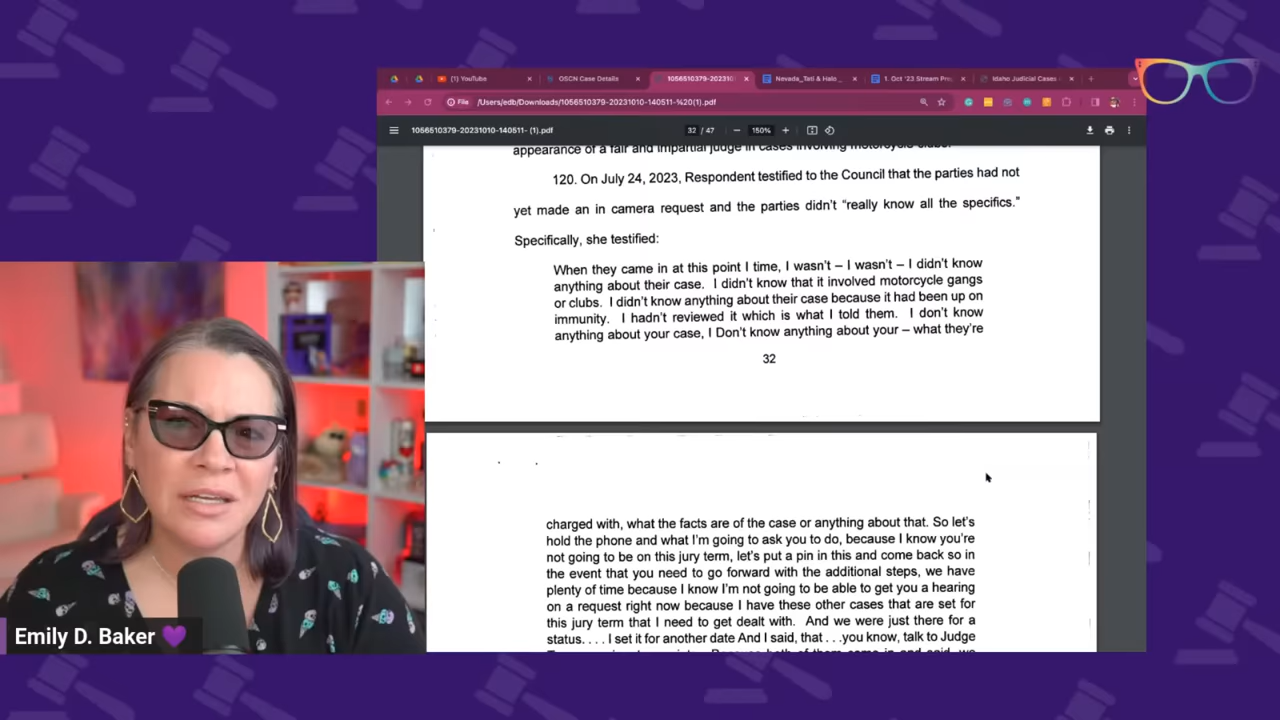 (1) YouTube
OSCN Case Details
1056510379-202310
Nevada_Tati & Halo
1. Oct '23 Stream Pre
Idaho Judicial Cases
File /Users/edb/Downloads/1056510379-20231010-140511-%20(1).pdf
1056510379-20231010-140511- (1).pdf
32 / 47
150%
appearance of a fair and impartial judge in cases involving motorcycle clubs.
120. On July 24, 2023, Respondent testified to the Council that the parties had not
yet made an in camera request and the parties didn't “really know all the specifics.”
Specifically, she testified:
When they came in at this point I time, I wasn't – I wasn't – I didn't know
anything about their case. I didn't know that it involved motorcycle gangs
or clubs. I didn't know anything about their case because it had been up on
immunity. I hadn't reviewed it which is what I told them. I don't know
anything about your case, I Don't know anything about your – what they're
32
charged with, what the facts are of the case or anything about that. So let's
hold the phone and what I'm going to ask you to do, because I know you're
not going to be on this jury term, let's put a pin in this and come back so in
the event that you need to go forward with the additional steps, we have
plenty of time because I know I'm not going to be able to get you a hearing
on a request right now because I have these other cases that are set for
this jury term that I need to get dealt with. And we were just there for a
status. . . . I set it for another date And I said, that . . .you know, talk to Judge
Emily D. Baker 💜